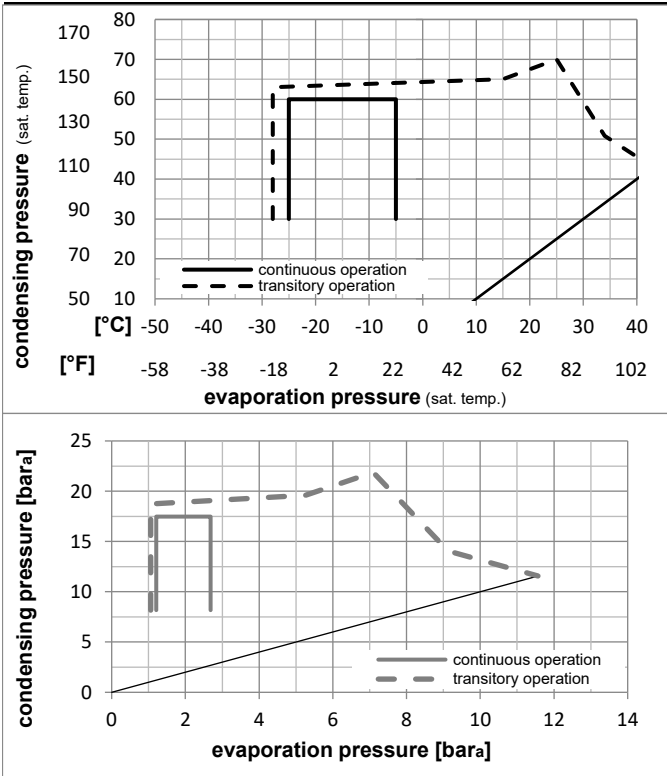 condensing pressure (sat. temp.)
170 80
70
150 60
130 50
110 40
90 30
20
50 10
continuous operation
transitory operation
[°C] -50 -40 -30 -20 -10 0 10 20 30 40
[°F] -58 -38 -18 2 22 42 62 82 102
evaporation pressure (sat. temp.)
condensing pressure [bara]
25
20
15
10
5
0
continuous operation
transitory operation
0 2 4 6 8 10 12 14
evaporation pressure [bara]